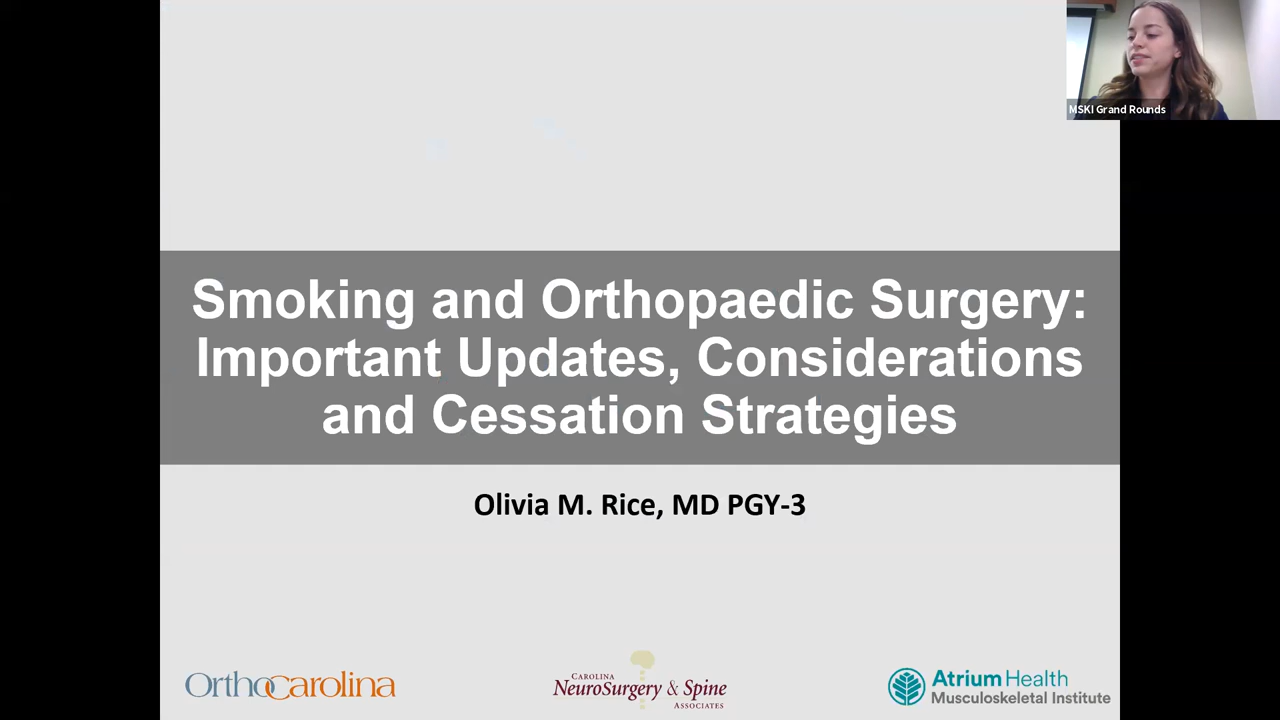 MSKI Grand Rounds
Smoking and Orthopaedic Surgery:
Important Updates, Considerations
and Cessation Strategies
Olivia M. Rice, MD PGY-3
OrthoCarolina
CAROLINA
NEUROSURGERY & SPINE
ASSOCIATES
Atrium Health
Musculoskeletal Institute